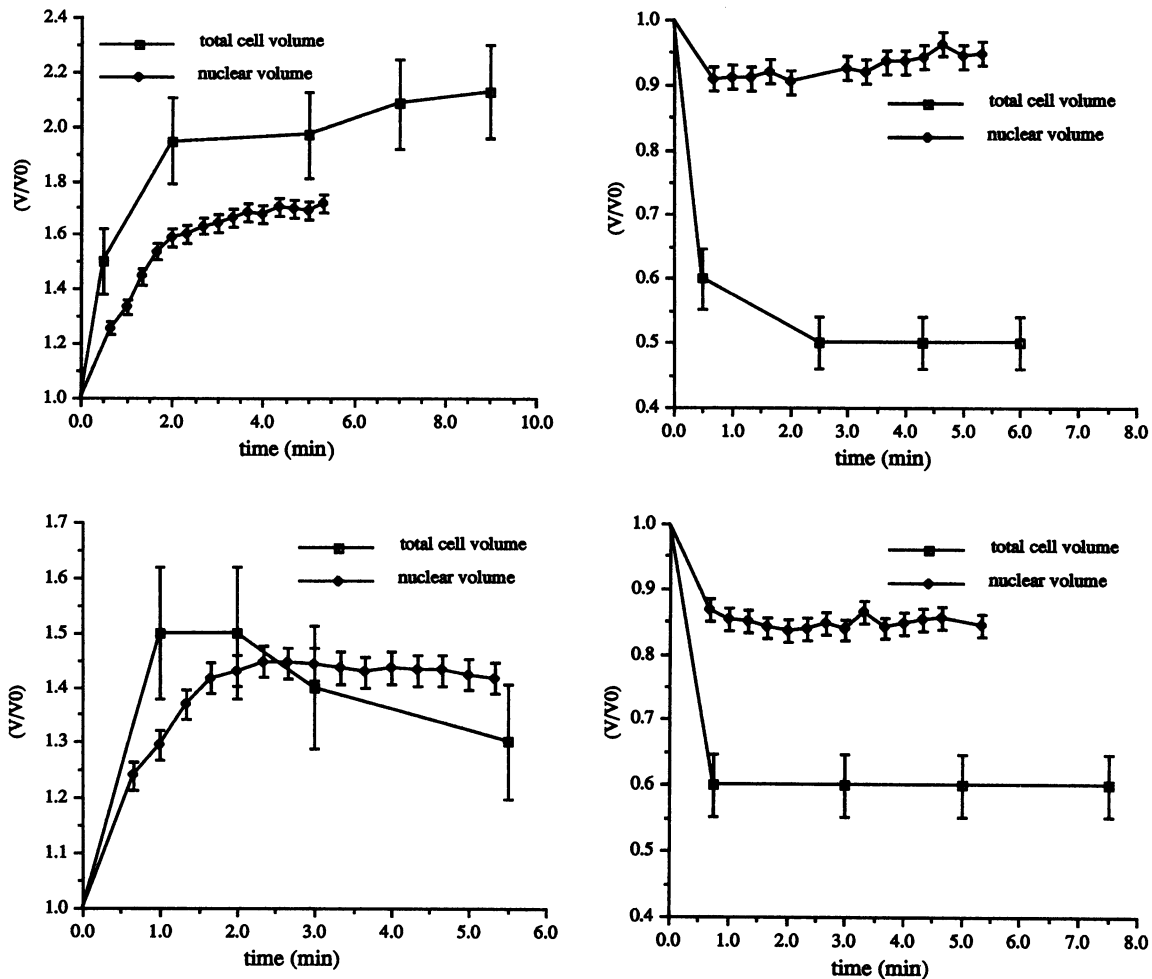 2.4
total cell volume
nuclear volume
2.2
2.0
1.8
1.6
1.4
1.2
1.0
(V/V0)
0.0 2.0 4.0 6.0 8.0 10.0
time (min)
1.0
0.9
total cell volume
nuclear volume
0.8
0.7
0.6
0.5
0.4
(V/V0)
0.0 1.0 2.0 3.0 4.0 5.0 6.0 7.0 8.0
time (min)
1.7
total cell volume
nuclear volume
1.6
1.5
1.4
1.3
1.2
1.0
1.0
(V/V0)
0.0 1.0 2.0 3.0 4.0 5.0 6.0
time (min)
1.0
total cell volume
nuclear volume
0.9
0.8
0.7
0.6
0.5
0.4
(V/V0)
0.0 1.0 2.0 3.0 4.0 5.0 6.0 7.0 8.0
time (min)